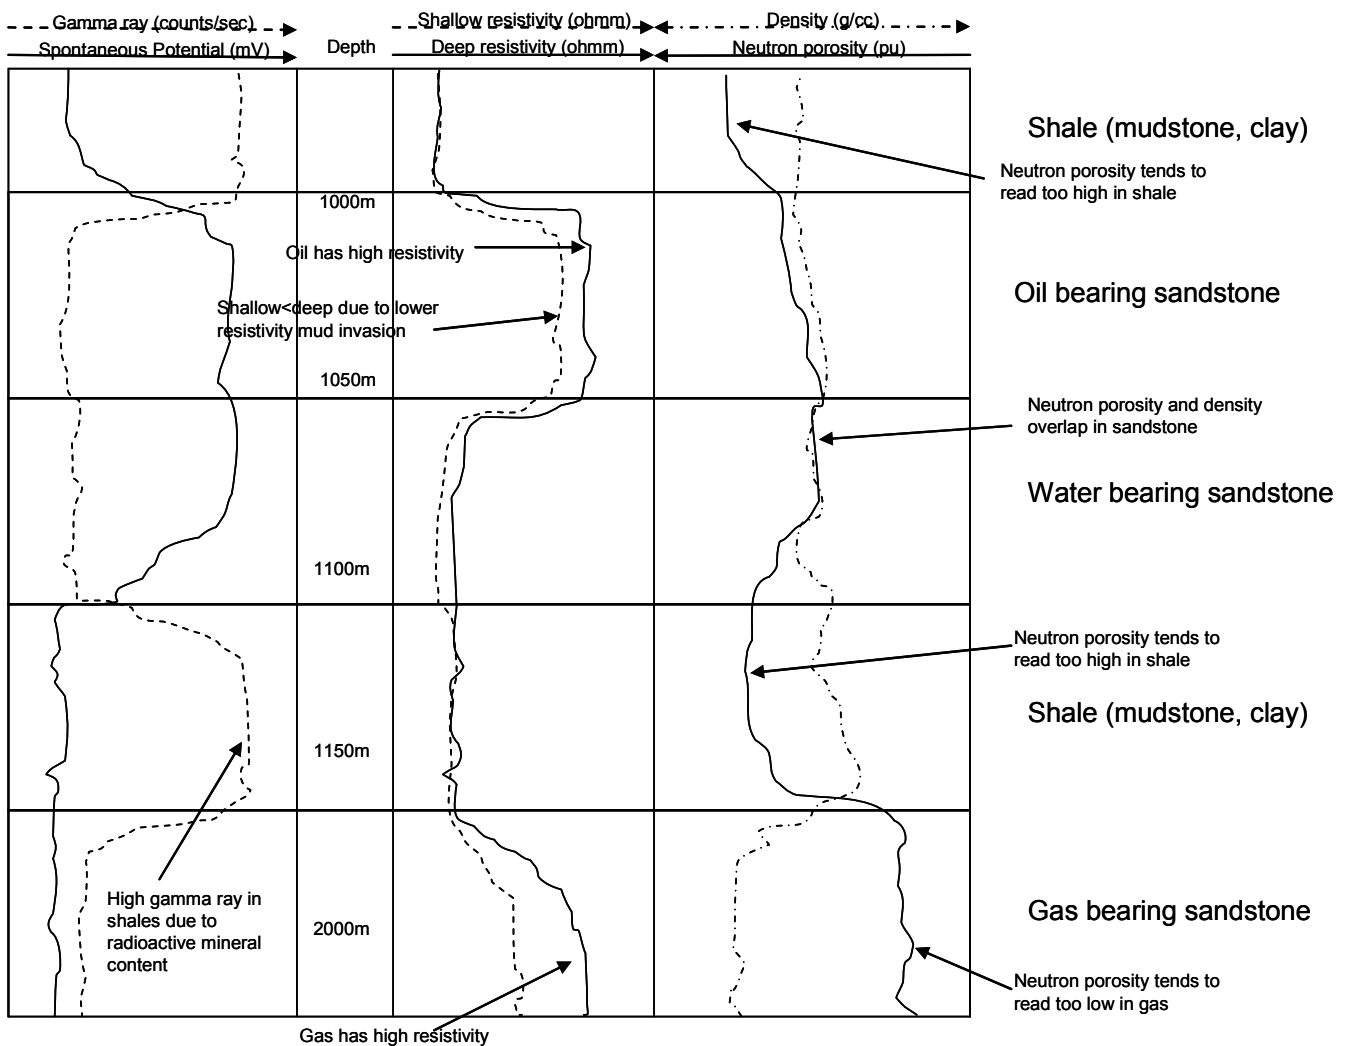 Gamma ray (counts/sec)
Spontaneous Potential (mV)
Depth
Shallow resistivity (ohmm)
Deep resistivity (ohmm)
Density (g/cc)
Neutron porosity (pu)
Shale (mudstone, clay)
Neutron porosity tends to
read too high in shale
1000m
Oil has high resistivity
Oil bearing sandstone
Shallow<deep due to lower
resistivity mud invasion
1050m
Neutron porosity and density
overlap in sandstone
Water bearing sandstone
1100m
Neutron porosity tends to
read too high in shale
Shale (mudstone, clay)
1150m
High gamma ray in
shales due to
radioactive mineral
content
2000m
Gas bearing sandstone
Neutron porosity tends to
read too low in gas
Gas has high resistivity